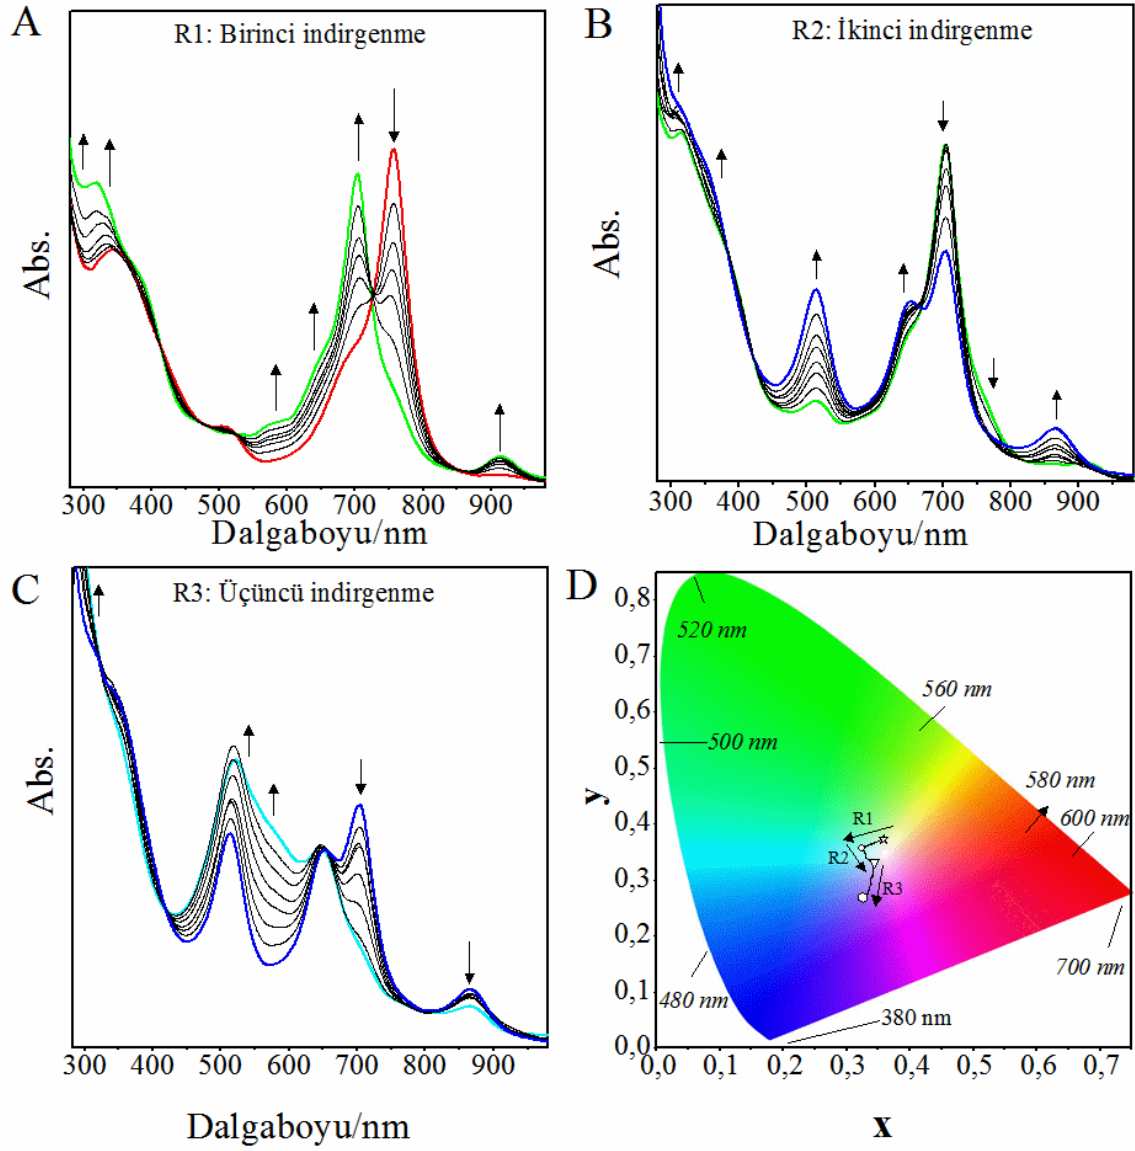 A
R1: Birinci indirgenme
Abs.
300 400 500 600 700 800 900
Dalgaboyu/nm
B
R2: İkinci indirgenme
Abs.
300 400 500 600 700 800 900
Dalgaboyu/nm
C
R3: Üçüncü indirgenme
Abs.
300 400 500 600 700 800 900
Dalgaboyu/nm
D
0,8
0,7
0,6
0,5
0,4
0,3
0,2
0,1
0,0
y
520 nm
560 nm
500 nm
580 nm
600 nm
R1
R2
R3
700 nm
480 nm
380 nm
0,0 0,1 0,2 0,3 0,4 0,5 0,6 0,7
x